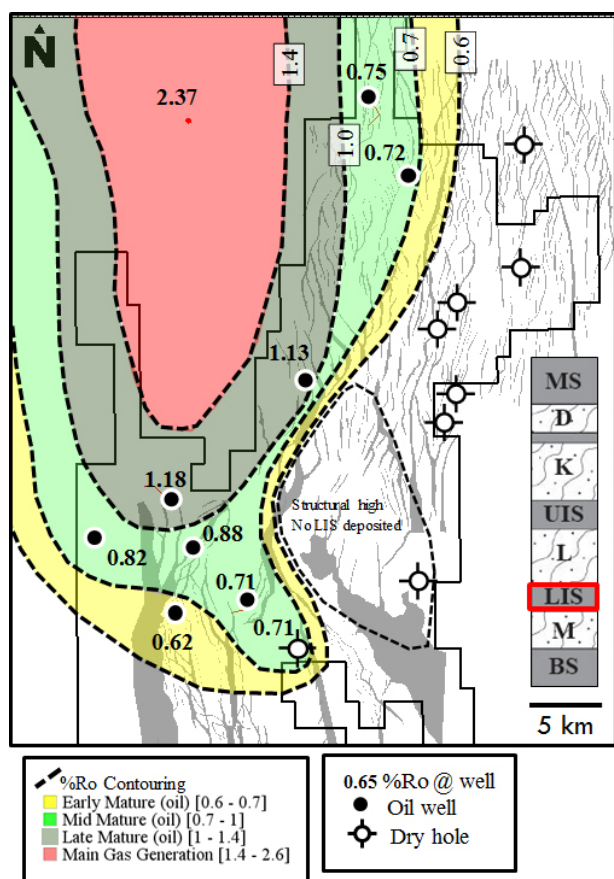 N
1.4
0.7
0.6
0.75
2.37
1.0
0.72
1.13
MS
D
K
1.18
Structural high
No LIS deposited
UIS
0.88
0.82
L
0.71
LIS
0.62
0.71
M
BS
5 km
%Ro Contouring
Early Mature (oil) [0.6 - 0.7]
Mid Mature (oil) [0.7 - 1]
Late Mature (oil) [1 - 1.4]
Main Gas Generation [1.4 - 2.6]
0.65 %Ro @ well
Oil well
Dry hole